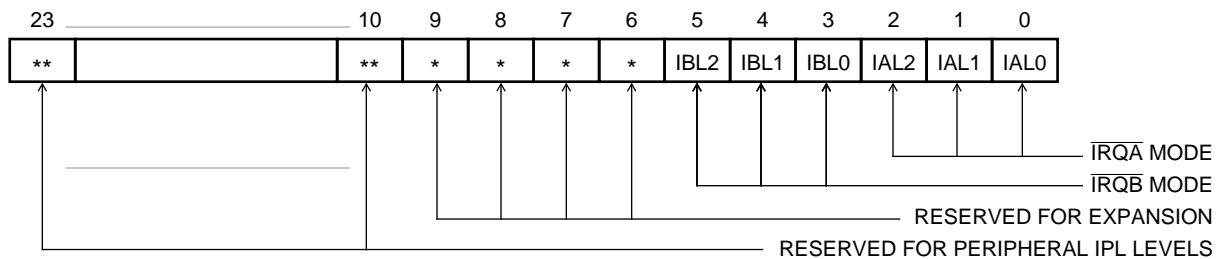 23 10 9 8 7 6 5 4 3 2 1 0
** ** * * * * IBL2 IBL1 IBL0 IAL2 IAL1 IAL0
IRQA MODE
IRQB MODE
RESERVED FOR EXPANSION
RESERVED FOR PERIPHERAL IPL LEVELS